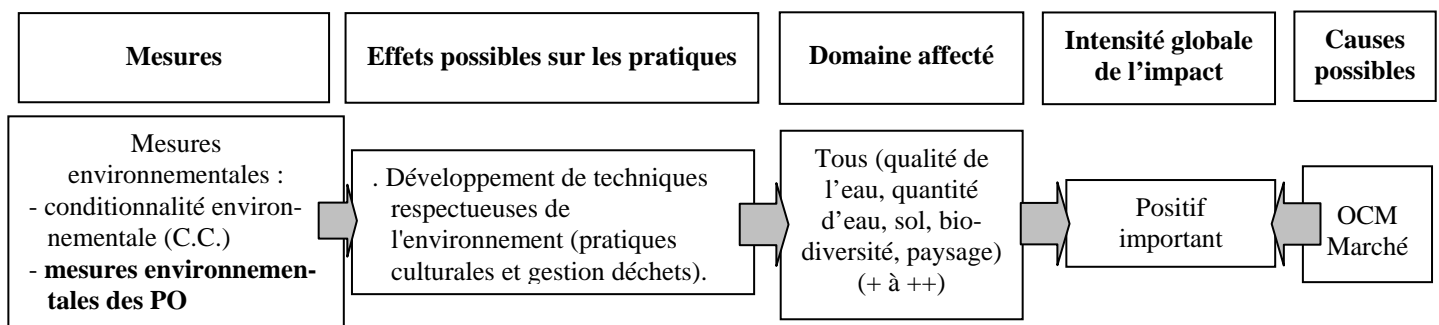 Mesures
Effets possibles sur les pratiques
Domaine affecté
Intensité globale
de l’impact
Causes
possibles
Mesures
environnementales :
- conditionnalité environ-
nementale (C.C.)
- mesures environnemen-
tales des PO
. Développement de techniques
respectueuses de
l'environnement (pratiques
culturales et gestion déchets).
Tous (qualité de
l’eau, quantité
d’eau, sol, bio-
diversité, paysage)
(+ à ++)
Positif
important
OCM
Marché